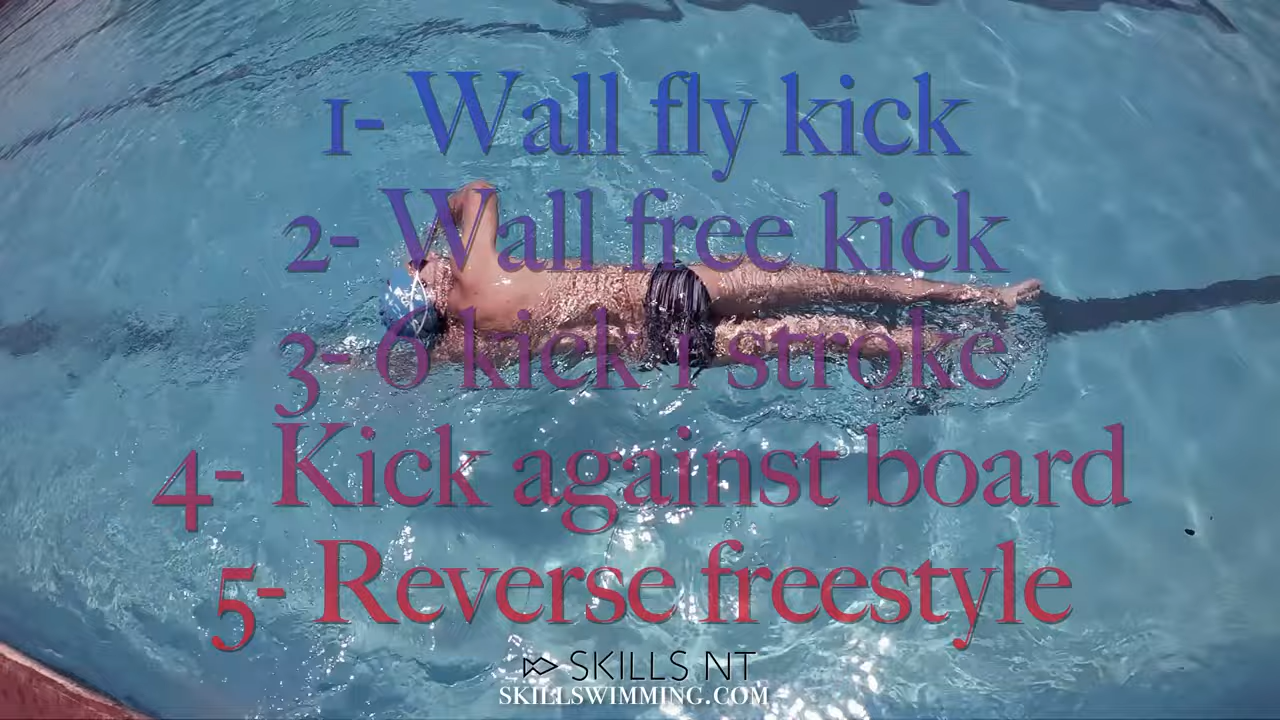 1- Wall fly kick
2- Wall free kick
3- 6 kick 1 stroke
4- Kick against board
5- Reverse freestyle
SKILLS NT
SKILLSWIMMING.COM